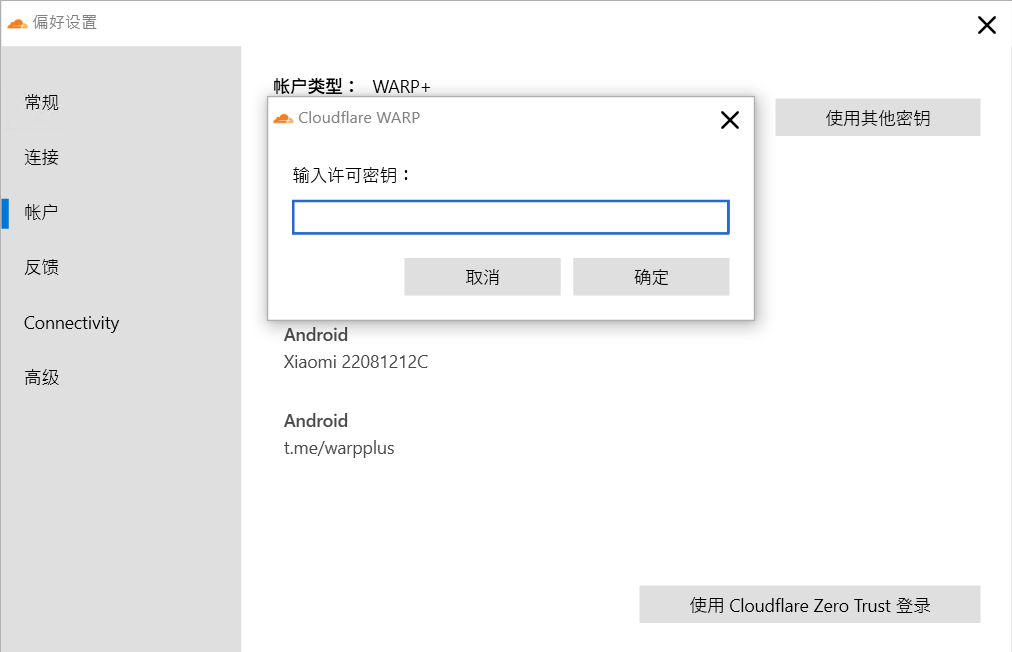 偏好设置
常规
连接
帐户
反馈
Connectivity
高级
帐户类型： WARP+
使用其他密钥
Cloudflare WARP
输入许可密钥：
取消
确定
Android
Xiaomi 22081212C
Android
t.me/warpplus
使用 Cloudflare Zero Trust 登录